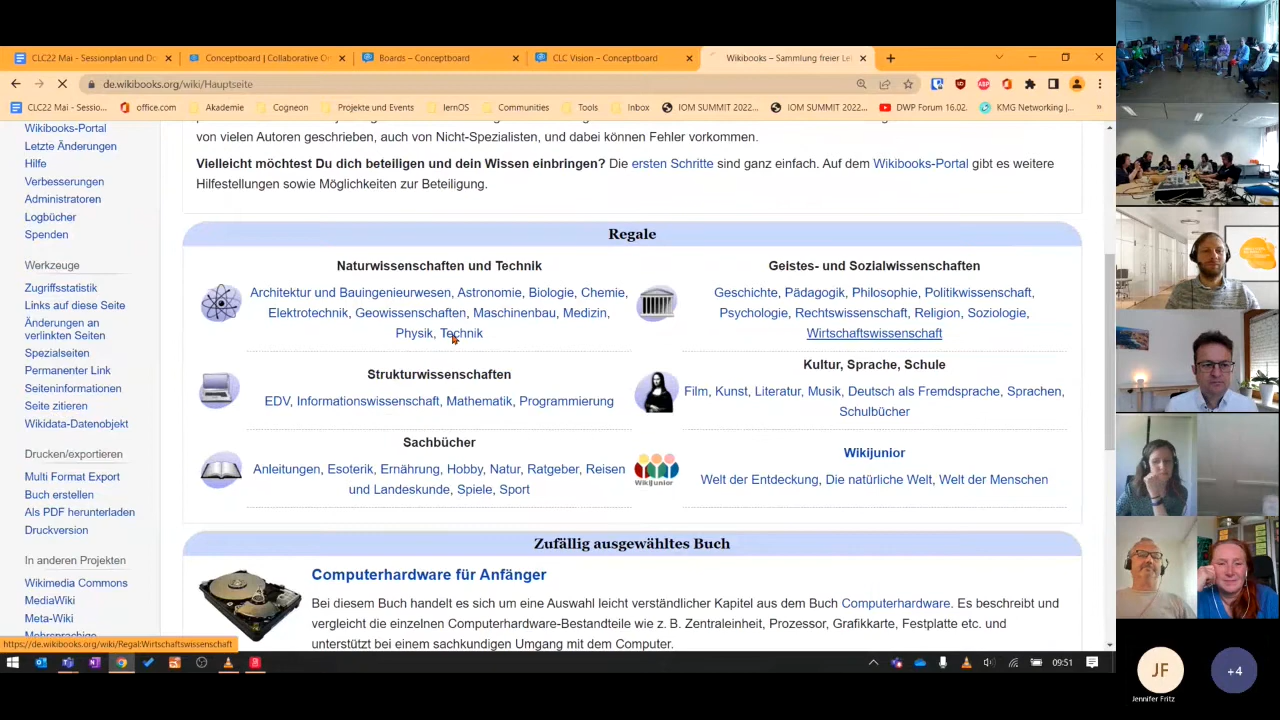 CLC22 Mai - Sessionplan und Do
Conceptboard | Collaborative On
Boards – Conceptboard
CLC Vision – Conceptboard
Wikibooks – Sammlung freier Le
de.wikibooks.org/wiki/Hauptseite
CLC22 Mai - Sessio...
office.com
Akademie
Cogneon
Projekte und Events
lernOS
Communities
Tools
Inbox
IOM SUMMIT 2022...
IOM SUMMIT 2022...
DWP Forum 16.02.
KMG Networking |...
»
Wikibooks-Portal
Letzte Änderungen
Hilfe
Verbesserungen
Administratoren
Logbücher
Spenden
Werkzeuge
Zugriffsstatistik
Links auf diese Seite
Änderungen an
verlinkten Seiten
Spezialseiten
Permanenter Link
Seiteninformationen
Seite zitieren
Wikidata-Datenobjekt
Drucken/exportieren
Multi Format Export
Buch erstellen
Als PDF herunterladen
Druckversion
In anderen Projekten
Wikimedia Commons
MediaWiki
Meta-Wiki
Mehrsprachige
von vielen Autoren geschrieben, auch von Nicht-Spezialisten, und dabei können Fehler vorkommen.
Vielleicht möchtest Du dich beteiligen und dein Wissen einbringen? Die ersten Schritte sind ganz einfach. Auf dem Wikibooks-Portal gibt es weitere
Hilfestellungen sowie Möglichkeiten zur Beteiligung.
Regale
Naturwissenschaften und Technik
Architektur und Bauingenieurwesen, Astronomie, Biologie, Chemie,
Elektrotechnik, Geowissenschaften, Maschinenbau, Medizin,
Physik, Technik
Geistes- und Sozialwissenschaften
Geschichte, Pädagogik, Philosophie, Politikwissenschaft,
Psychologie, Rechtswissenschaft, Religion, Soziologie,
Wirtschaftswissenschaft
Strukturwissenschaften
EDV, Informationswissenschaft, Mathematik, Programmierung
Kultur, Sprache, Schule
Film, Kunst, Literatur, Musik, Deutsch als Fremdsprache, Sprachen,
Schulbücher
Sachbücher
Anleitungen, Esoterik, Ernährung, Hobby, Natur, Ratgeber, Reisen
und Landeskunde, Spiele, Sport
WIKIJUNIOR
Wikijunior
Welt der Entdeckung, Die natürliche Welt, Welt der Menschen
Zufällig ausgewähltes Buch
Computerhardware für Anfänger
Bei diesem Buch handelt es sich um eine Auswahl leicht verständlicher Kapitel aus dem Buch Computerhardware. Es beschreibt und
vergleicht die einzelnen Computerhardware-Bestandteile wie z. B. Zentraleinheit, Prozessor, Grafikkarte, Festplatte etc. und
unterstützt bei einem sachkundigen Umgang mit dem Computer.
https://de.wikibooks.org/wiki/Regal:Wirtschaftswissenschaft
09:51
JF
Jennifer Fritz
+4